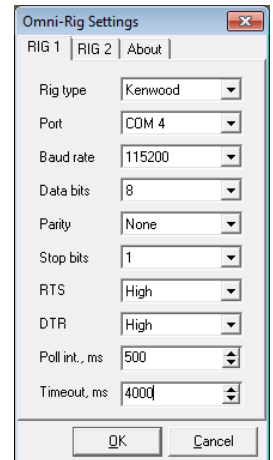 Omni-Rig Settings
RIG 1 RIG 2 About
Rig type Kenwood
Port COM 4
Baud rate 115200
Data bits 8
Parity None
Stop bits 1
RTS High
DTR High
Poll int., ms 500
Timeout, ms 4000
OK Cancel